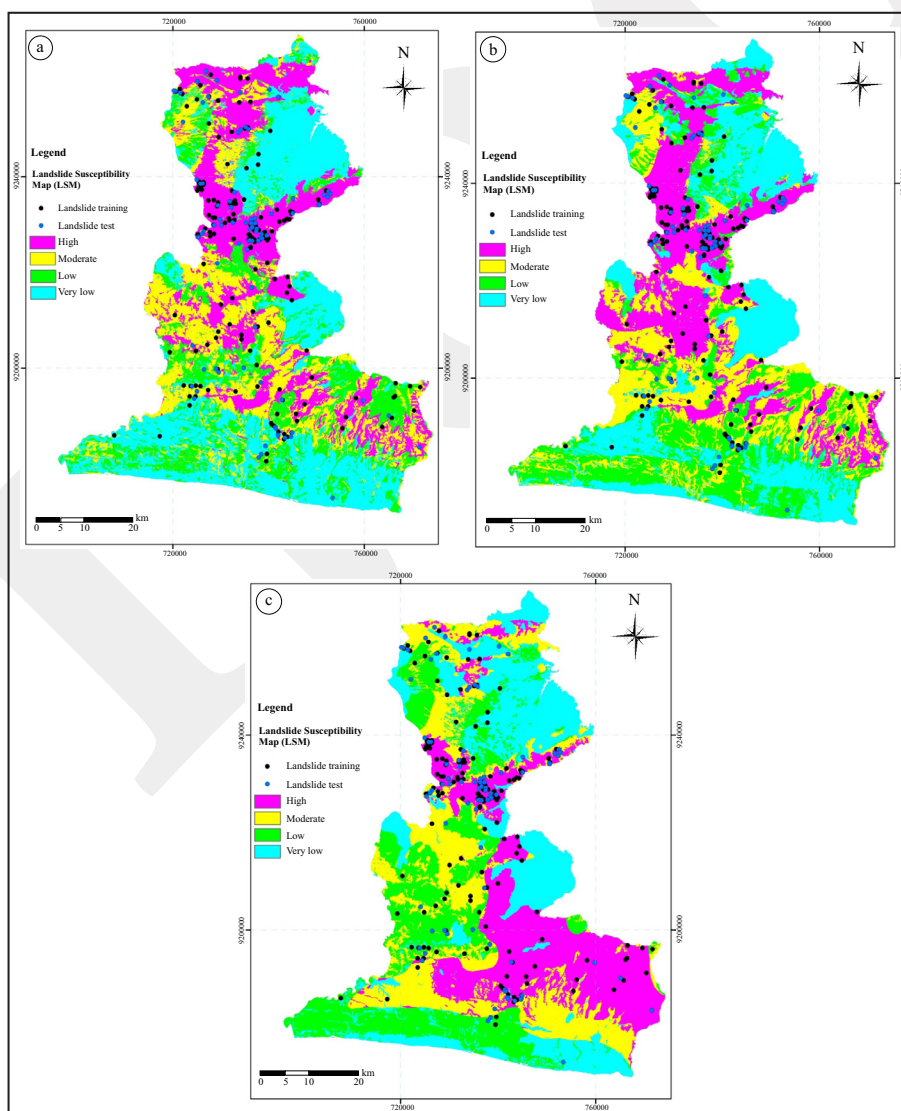 720000
760000
a
N
Legend
Landslide Susceptibility
Map (LSM)
Landslide training
Landslide test
High
Moderate
Low
Very low
9240000
9200000
km
0 5 10 20
720000
760000
720000
760000
b
N
Legend
Landslide Susceptibility
Map (LSM)
Landslide training
Landslide test
High
Moderate
Low
Very low
9240000
9200000
km
0 5 10 20
720000
760000
720000
760000
c
N
Legend
Landslide Susceptibility
Map (LSM)
Landslide training
Landslide test
High
Moderate
Low
Very low
9240000
9200000
km
0 5 10 20
720000
760000